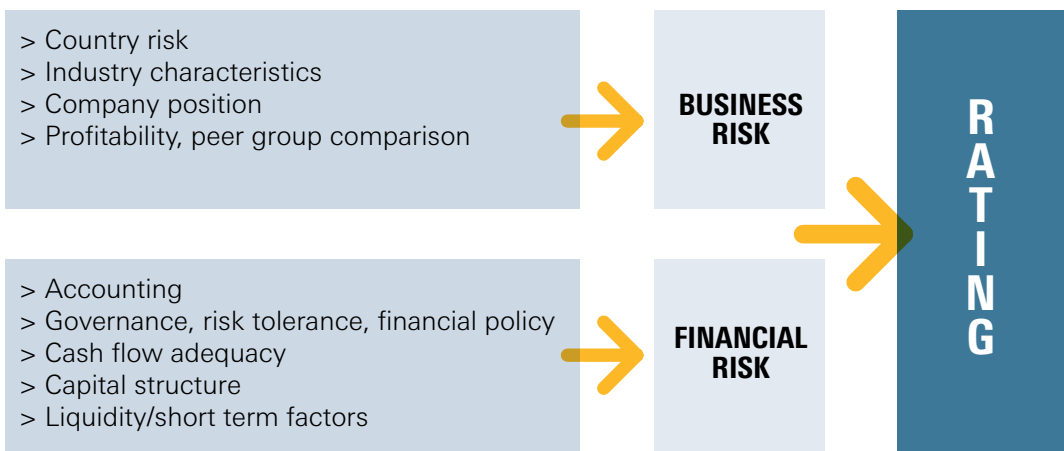 > Country risk
> Industry characteristics
> Company position
> Profitability, peer group comparison
BUSINESS
RISK
> Accounting
> Governance, risk tolerance, financial policy
> Cash flow adequacy
> Capital structure
> Liquidity/short term factors
FINANCIAL
RISK
RATING